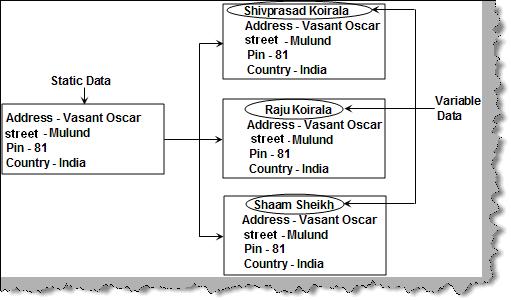 Static Data
Address - Vasant Oscar
street - Mulund
Pin - 81
Country - India
Shivprasad Koirala
Address - Vasant Oscar
street - Mulund
Pin - 81
Country - India
Raju Koirala
Address - Vasant Oscar
street - Mulund
Pin - 81
Country - India
Shaam Sheikh
Address - Vasant Oscar
street - Mulund
Pin - 81
Country - India
Variable
Data